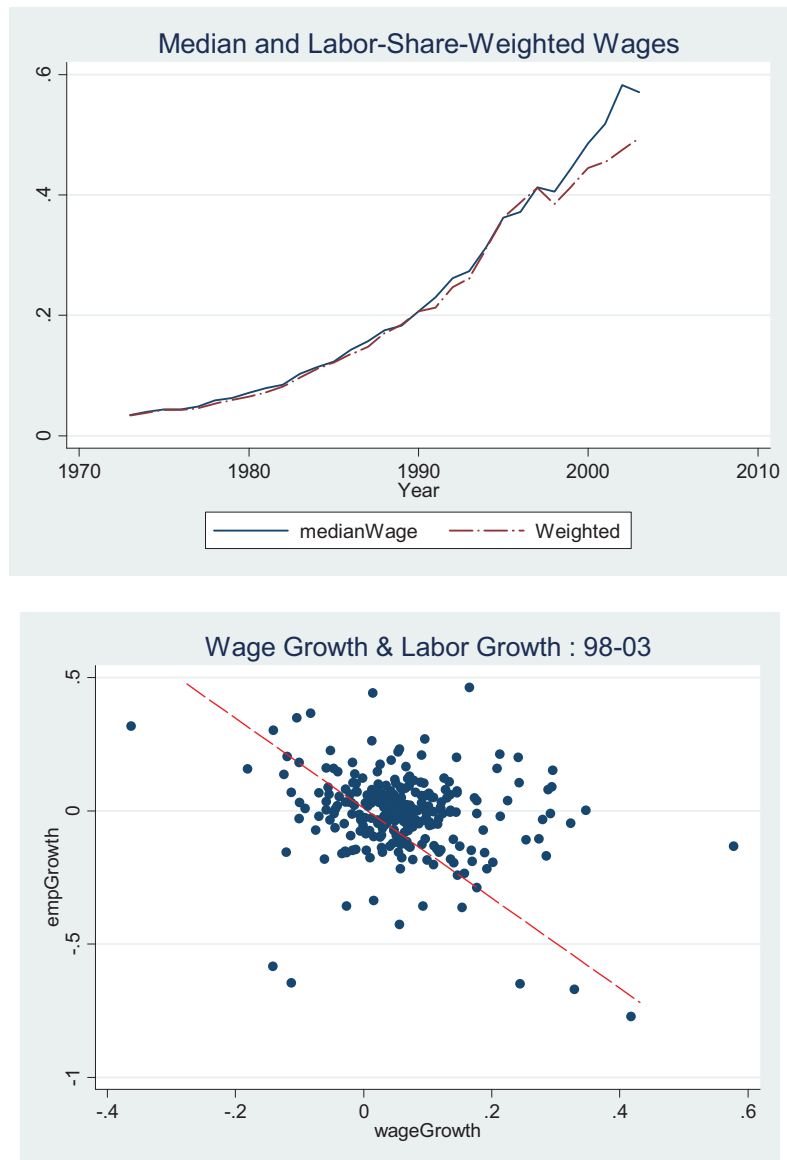 Median and Labor-Share-Weighted Wages
.6
.4
.2
0
1970 1980 1990 2000 2010
Year
medianWage Weighted
Wage Growth & Labor Growth : 98-03
.5
0
-.5
-1
empGrowth
-.4 -.2 0 .2 .4 .6
wageGrowth